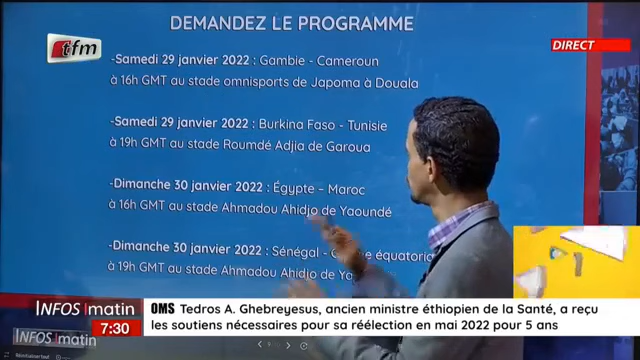 DEMANDEZ LE PROGRAMME
tfm
DIRECT
-Samedi 29 janvier 2022 : Gambie - Cameroun
à 16h GMT au stade omnisports de Japoma à Douala
-Samedi 29 janvier 2022 : Burkina Faso - Tunisie
à 19h GMT au stade Roumdé Adjia de Garoua
-Dimanche 30 janvier 2022 : Égypte – Maroc
à 16h GMT au stade Ahmadou Ahidjo de Yaoundé
-Dimanche 30 janvier 2022 : Sénégal -
à 19h GMT au stade Ahmadou Ahidjo de
INFOS matin
7:30
OMS Tedros A. Ghebreyesus, ancien ministre éthiopien de la Santé, a reçu
les soutiens nécessaires pour sa réélection en mai 2022 pour 5 ans
INFOS matin